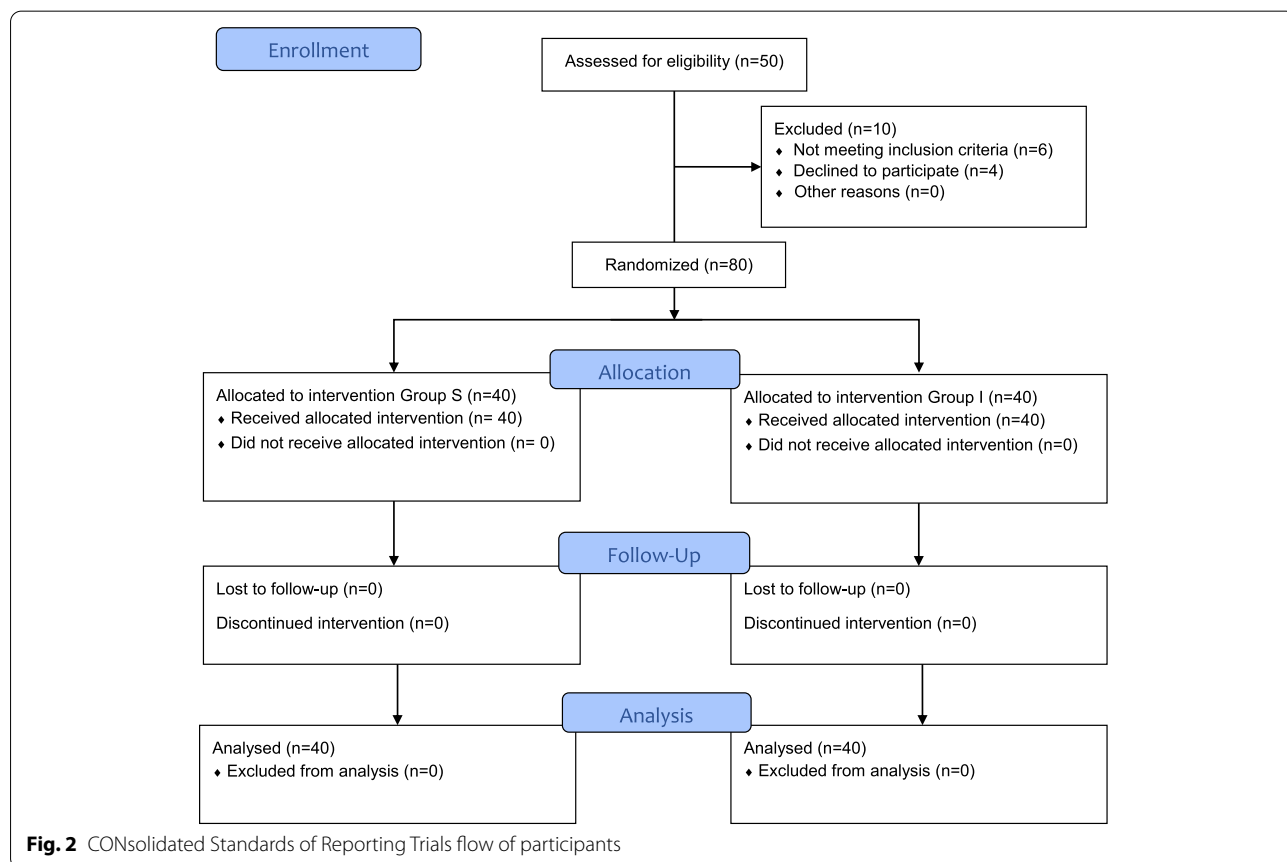 Enrollment
Assessed for eligibility (n=50)
Excluded (n=10)
♦ Not meeting inclusion criteria (n=6)
♦ Declined to participate (n=4)
♦ Other reasons (n=0)
Randomized (n=80)
Allocation
Allocated to intervention Group S (n=40)
♦ Received allocated intervention (n= 40)
♦ Did not receive allocated intervention (n= 0)
Allocated to intervention Group I (n=40)
♦ Received allocated intervention (n=40)
♦ Did not receive allocated intervention (n=0)
Follow-Up
Lost to follow-up (n=0)
Discontinued intervention (n=0)
Lost to follow-up (n=0)
Discontinued intervention (n=0)
Analysis
Analysed (n=40)
♦ Excluded from analysis (n=0)
Analysed (n=40)
♦ Excluded from analysis (n=0)
Fig. 2 CONsolidated Standards of Reporting Trials flow of participants